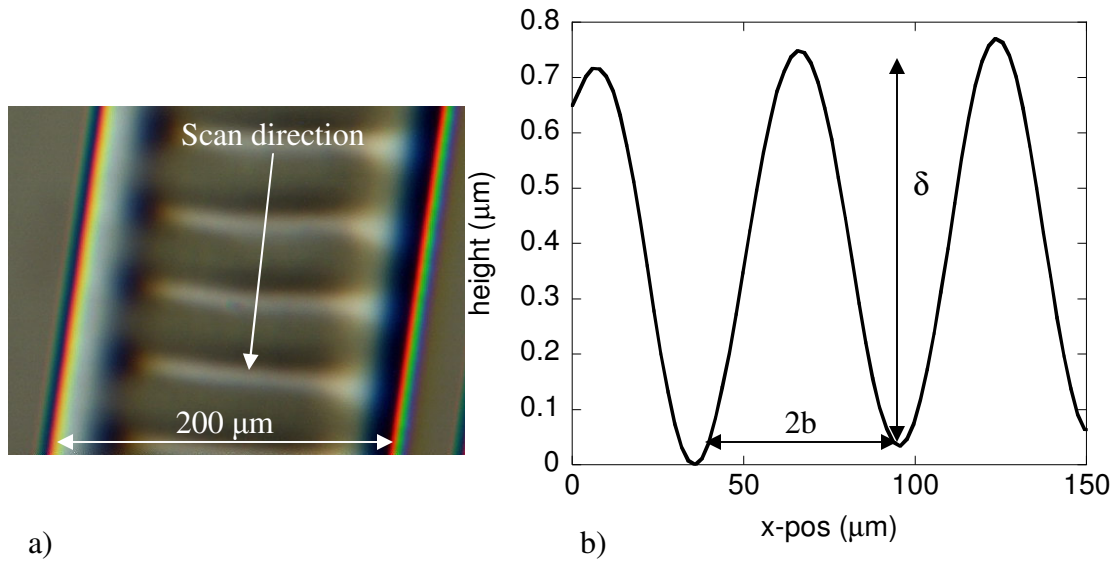 Scan direction
200 μm
a)
height (μm)
0.8
0.7
0.6
0.5
0.4
0.3
0.2
0.1
0
δ
2b
0 50 100 150
x-pos (μm)
b)